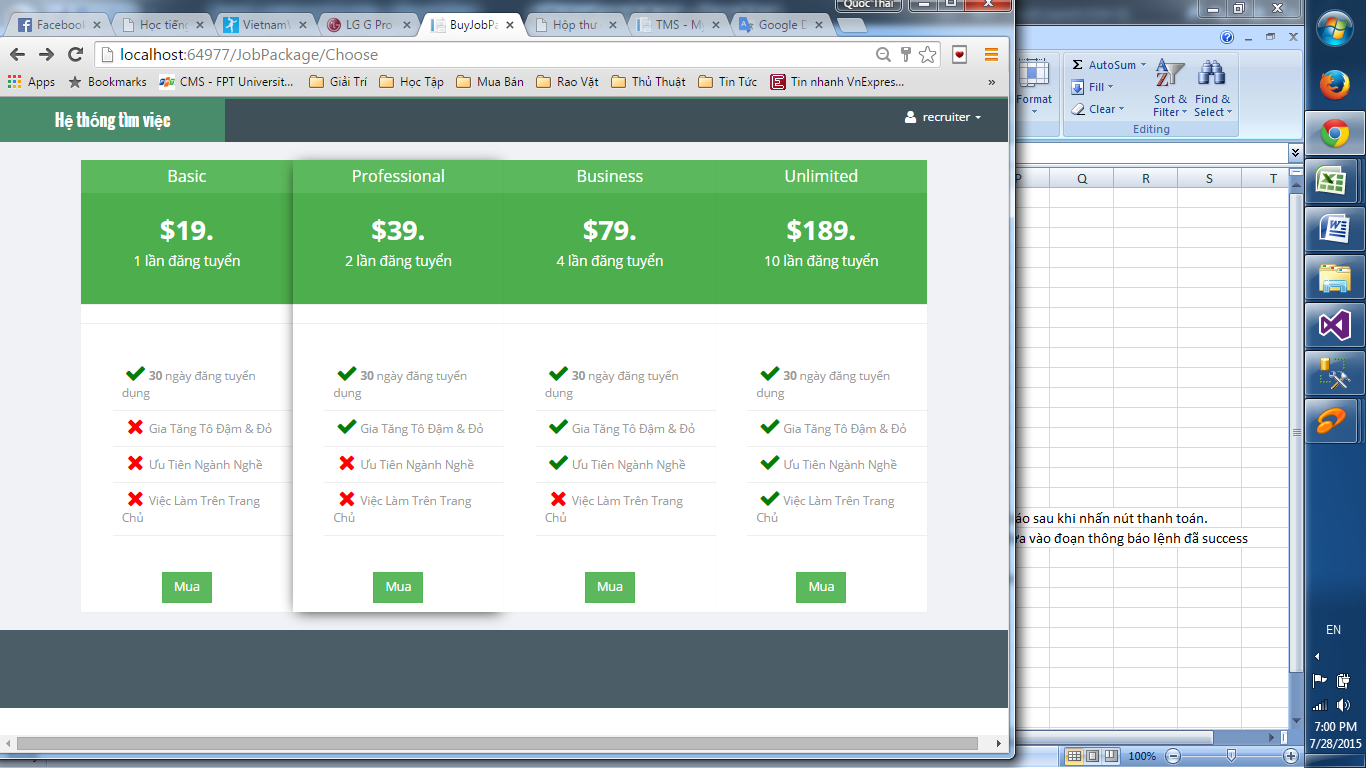 Quốc Thái
Facebook Học tiếng VietnamW LG G Pro BuyJobPa Hộp thư TMS - My Google D
localhost:64977/JobPackage/Choose
Apps Bookmarks CMS - FPT Universit... Giải Trí Học Tập Mua Bán Rao Vặt Thủ Thuật Tin Tức Tin nhanh VnExpres... »
Hệ thống tìm việc recruiter
Basic Professional Business Unlimited
$19. $39. $79. $189.
1 lần đăng tuyển 2 lần đăng tuyển 4 lần đăng tuyển 10 lần đăng tuyển
30 ngày đăng tuyển dụng
Gia Tăng Tô Đậm & Đỏ
Ưu Tiên Ngành Nghề
Việc Làm Trên Trang Chủ
Mua
30 ngày đăng tuyển dụng
Gia Tăng Tô Đậm & Đỏ
Ưu Tiên Ngành Nghề
Việc Làm Trên Trang Chủ
Mua
30 ngày đăng tuyển dụng
Gia Tăng Tô Đậm & Đỏ
Ưu Tiên Ngành Nghề
Việc Làm Trên Trang Chủ
Mua
30 ngày đăng tuyển dụng
Gia Tăng Tô Đậm & Đỏ
Ưu Tiên Ngành Nghề
Việc Làm Trên Trang Chủ
Mua
Format
Σ AutoSum
Fill
Clear
Sort & Filter
Find & Select
Editing
P Q R S T
áo sau khi nhấn nút thanh toán.
vào đoạn thông báo lệnh đã success
100%
EN
7:00 PM
7/28/2015